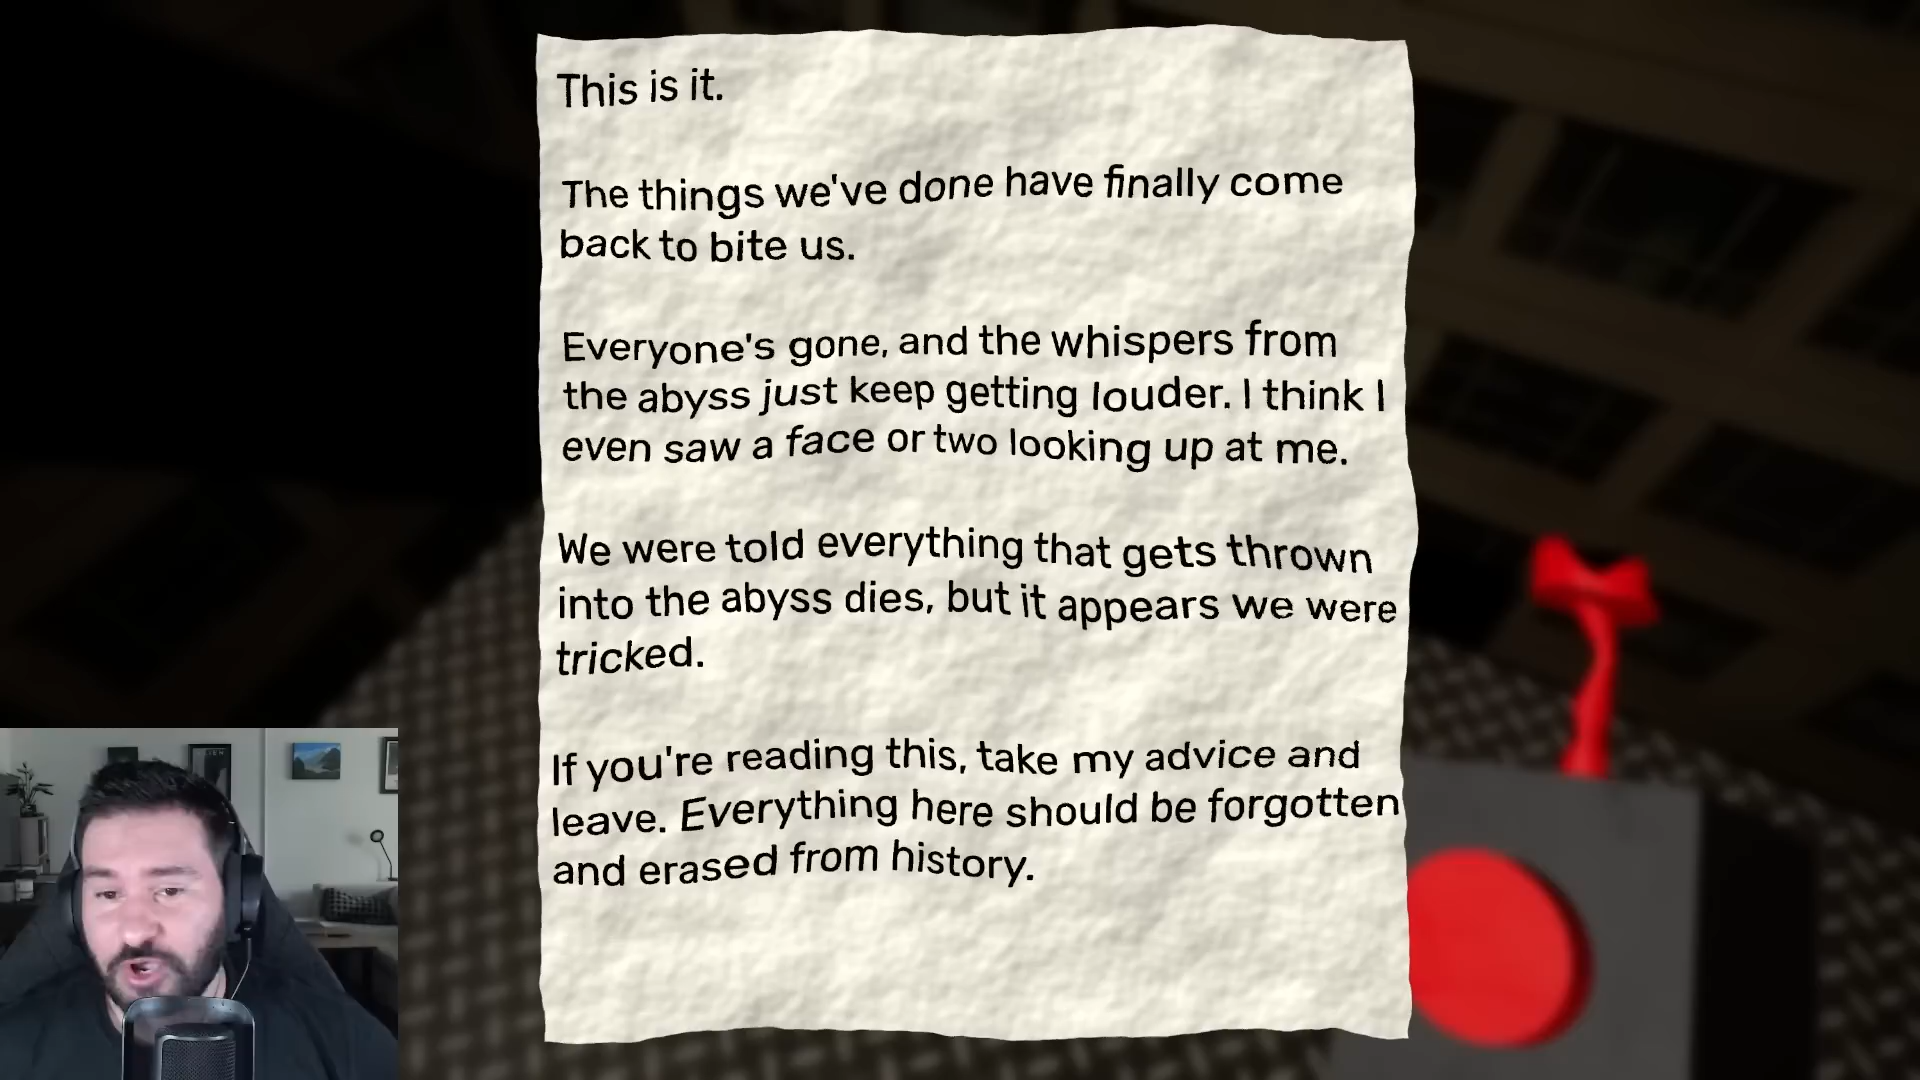 This is it.
The things we've done have finally come
back to bite us.
Everyone's gone, and the whispers from
the abyss just keep getting louder. I think I
even saw a face or two looking up at me.
We were told everything that gets thrown
into the abyss dies, but it appears we were
tricked.
If you're reading this, take my advice and
leave. Everything here should be forgotten
and erased from history.